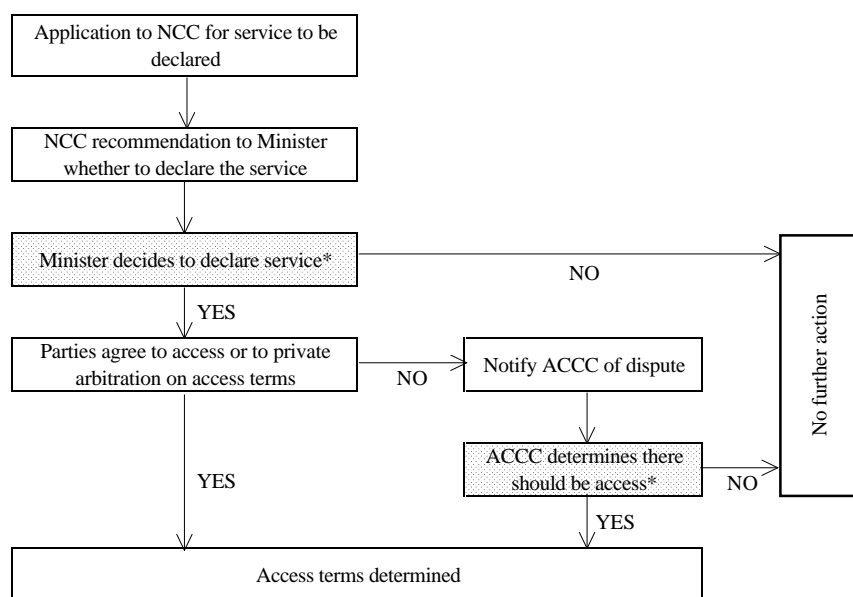 Application to NCC for service to be
declared
NCC recommendation to Minister
whether to declare the service
Minister decides to declare service*
NO
YES
Parties agree to access or to private
arbitration on access terms
NO
Notify ACCC of dispute
No further action
ACCC determines there
should be access*
NO
YES
YES
Access terms determined